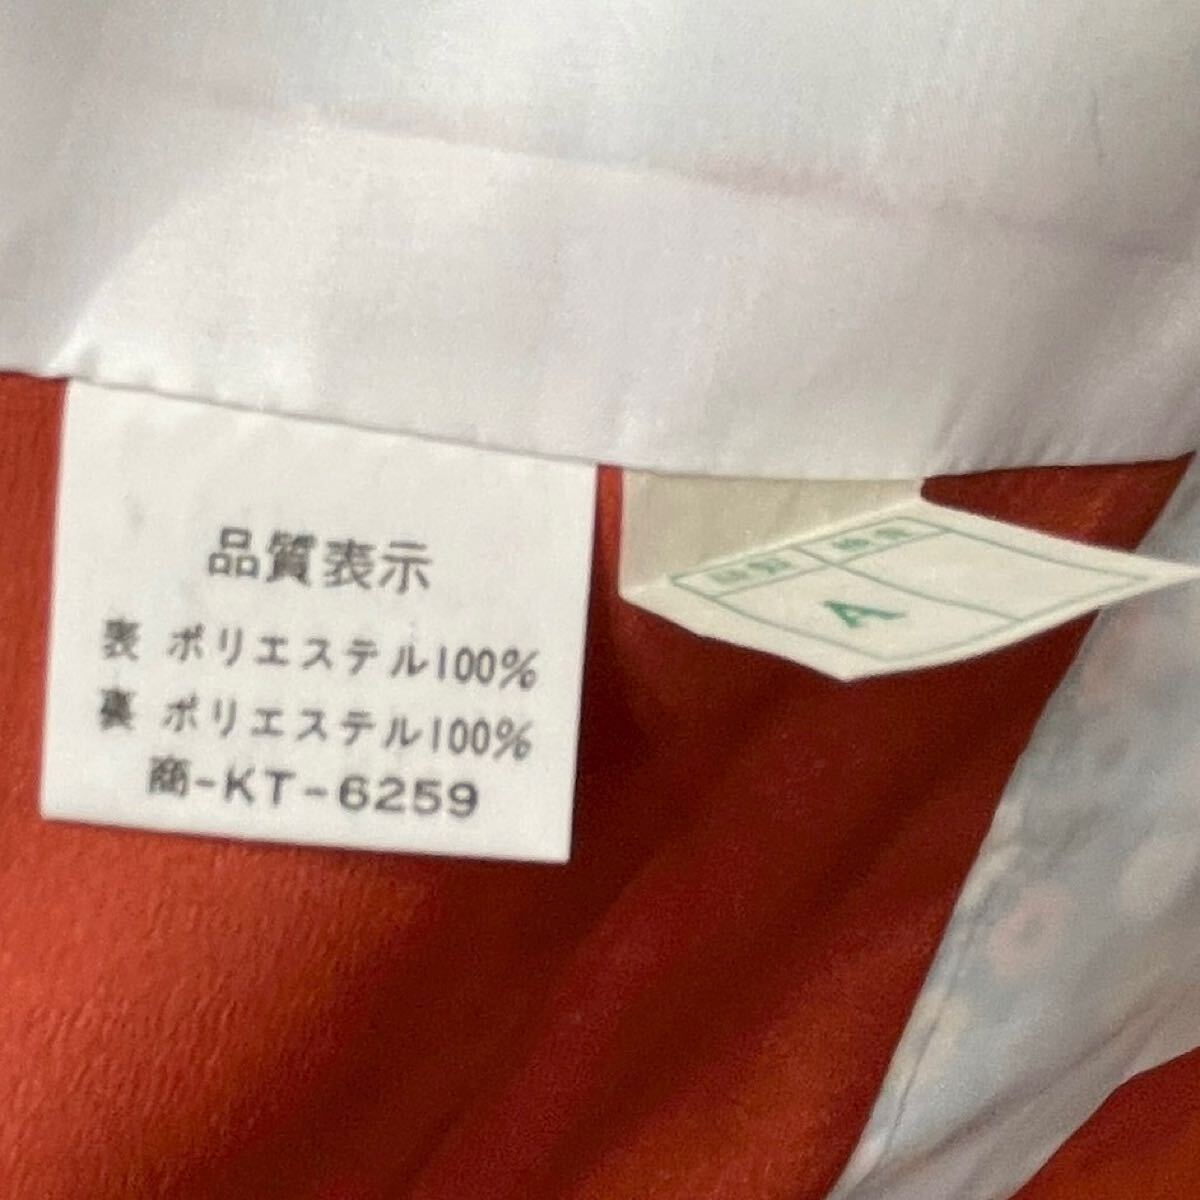 品質表示
表 ポリエステル100%
裏 ポリエステル100%
商-KT-6259
A